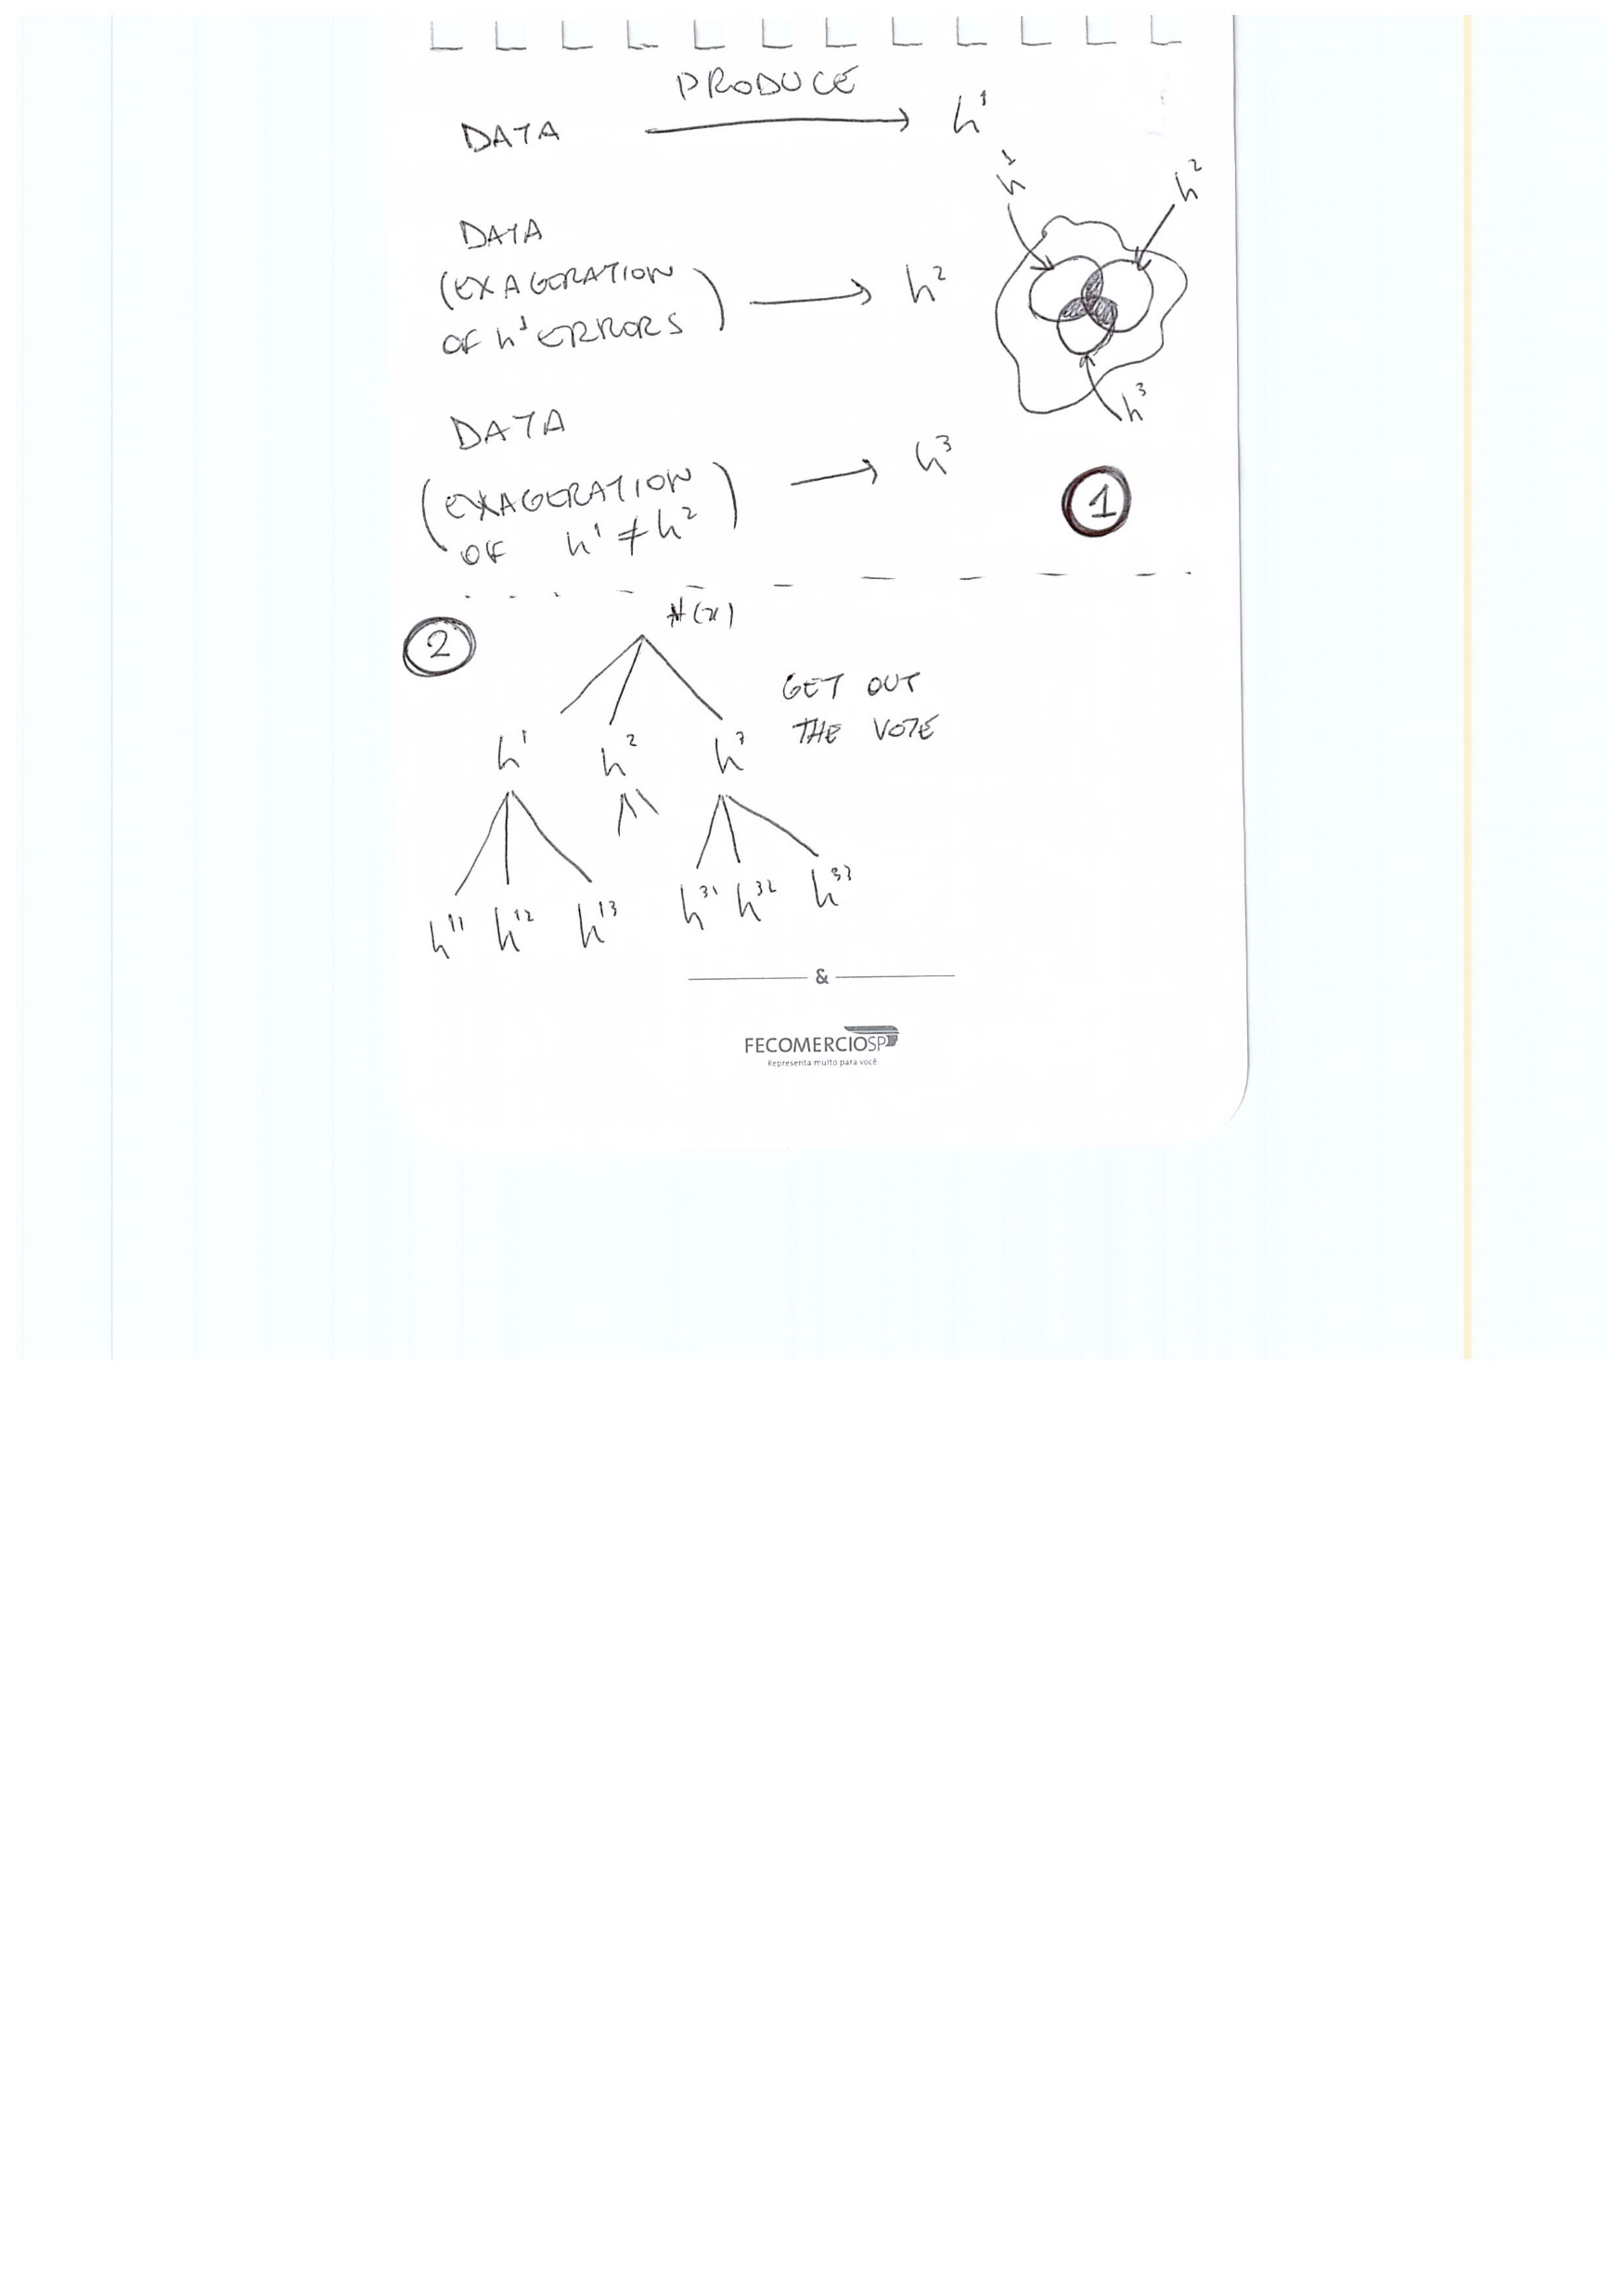 PRODUCE
DATA → h¹
h¹ h²
DATA
(EXAGERATION
OF h¹ ERRORS) → h²
h³
DATA
(EXAGERATION
OF h¹ ≠ h²) → h³
1
2
H(x)
GET OUT
THE VOTE
h¹ h² h³
h¹¹ h¹² h¹³ h³¹ h³² h³³
&
FECOMERCIOSP
Representa muito para você